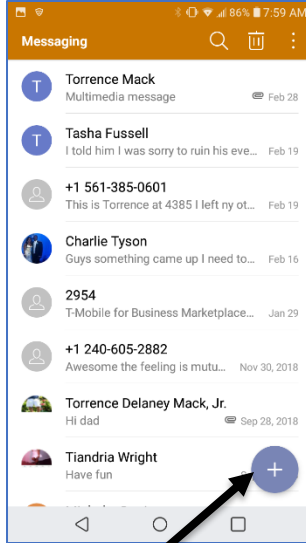 86% 7:59 AM
Messaging
T Torrence Mack
Multimedia message Feb 28
T Tasha Fussell
I told him I was sorry to ruin his eve... Feb 19
+1 561-385-0601
This is Torrence at 4385 I left ny ot... Feb 19
Charlie Tyson
Guys something came up I need to... Feb 16
2954
T-Mobile for Business Marketplace... Jan 29
+1 240-605-2882
Awesome the feeling is mutu... Nov 30, 2018
Torrence Delaney Mack, Jr.
Hi dad Sep 28, 2018
Tiandria Wright
Have fun